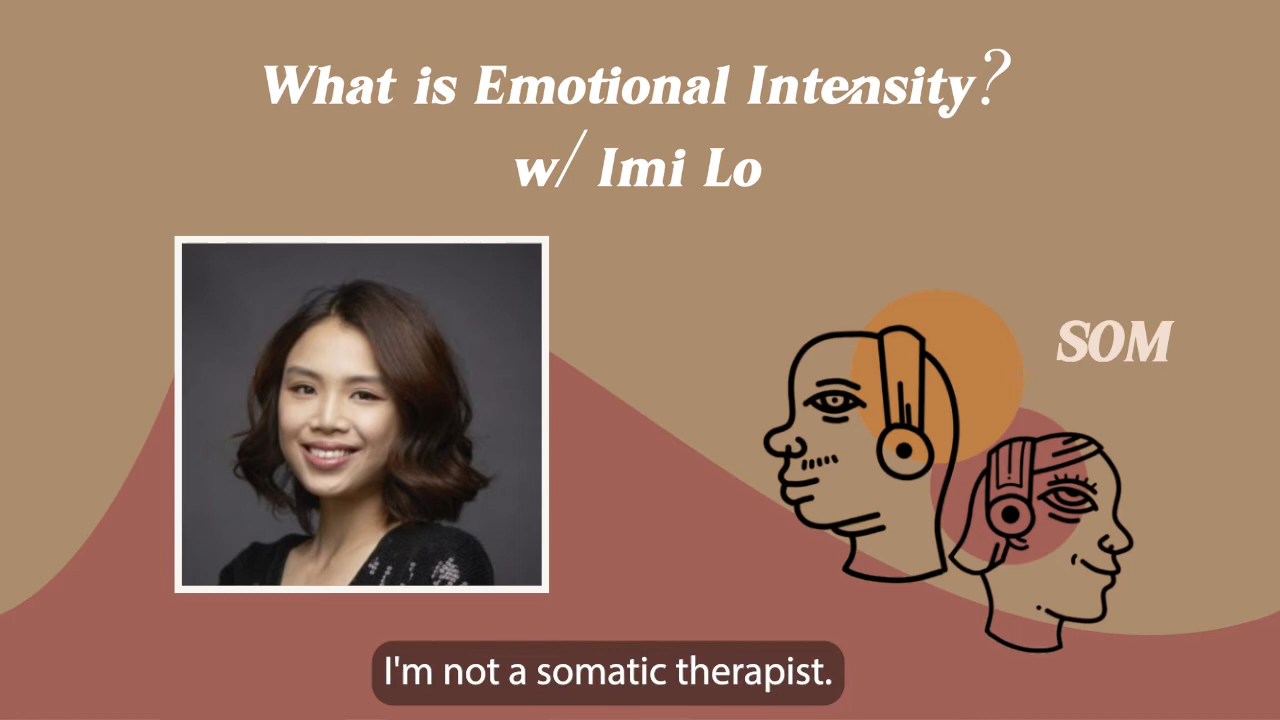 What is Emotional Intensity?
w/ Imi Lo
SOM
I'm not a somatic therapist.